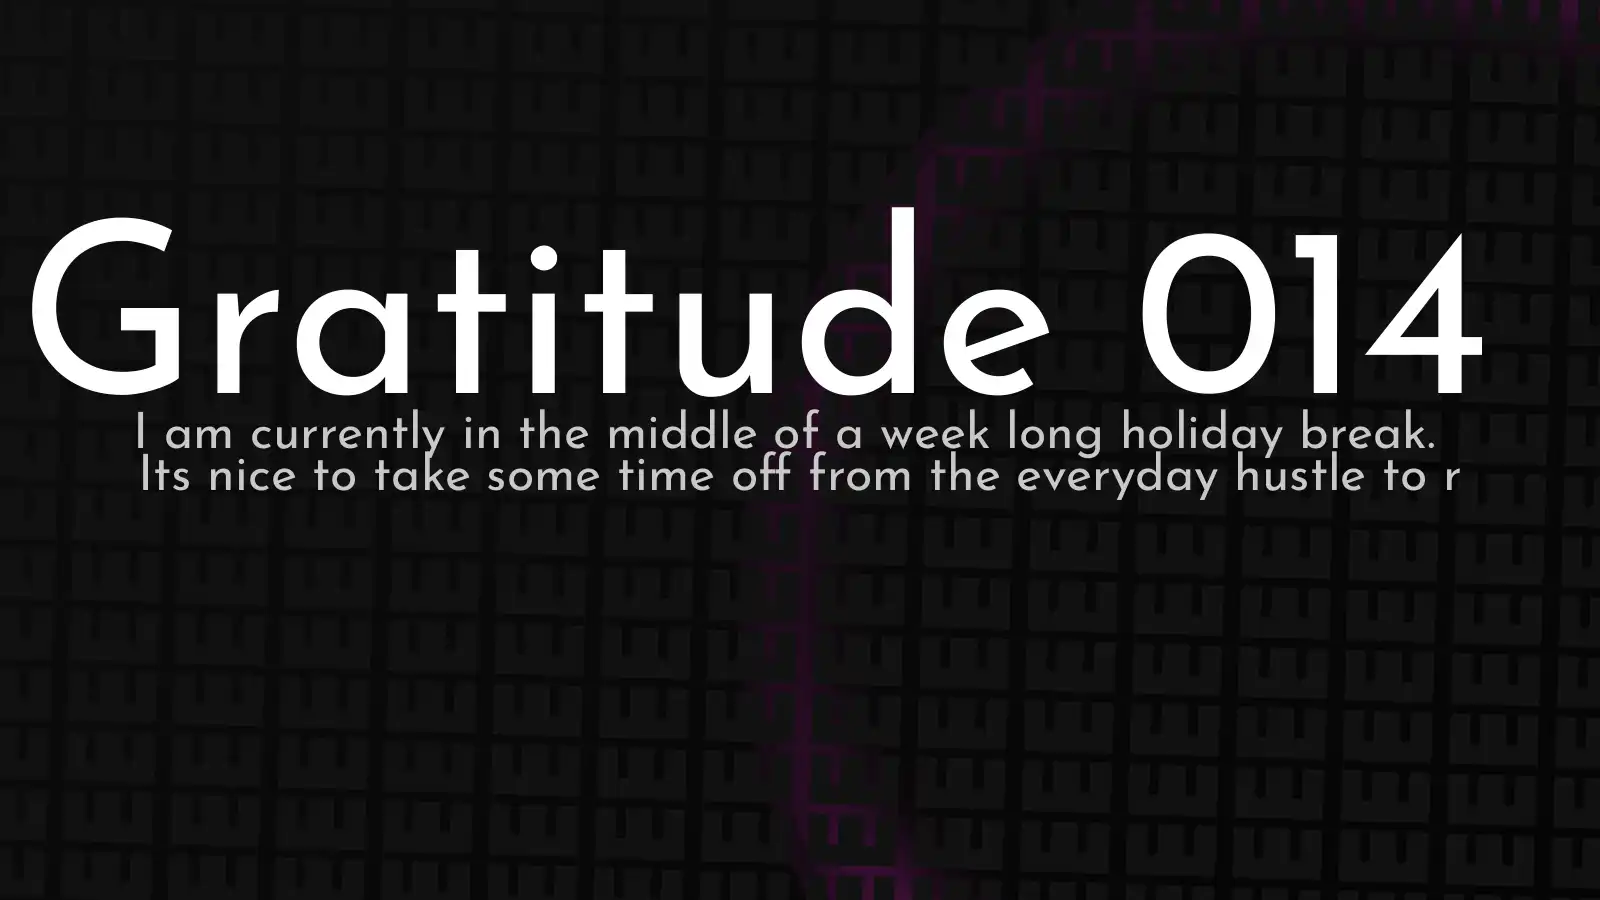 Gratitude 014
I am currently in the middle of a week long holiday break.
Its nice to take some time off from the everyday hustle to r